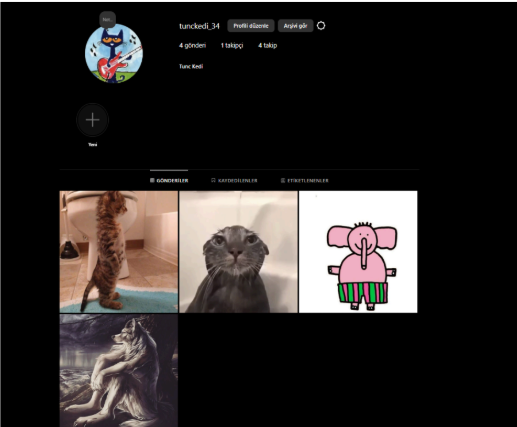 Not...
tunckedi_34 Profili düzenle Arşivi gör
4 gönderi 1 takipçi 4 takip
Tunc Kedi
Yeni
GÖNDERİLER KAYDEDİLENLER ETİKETLENENLER